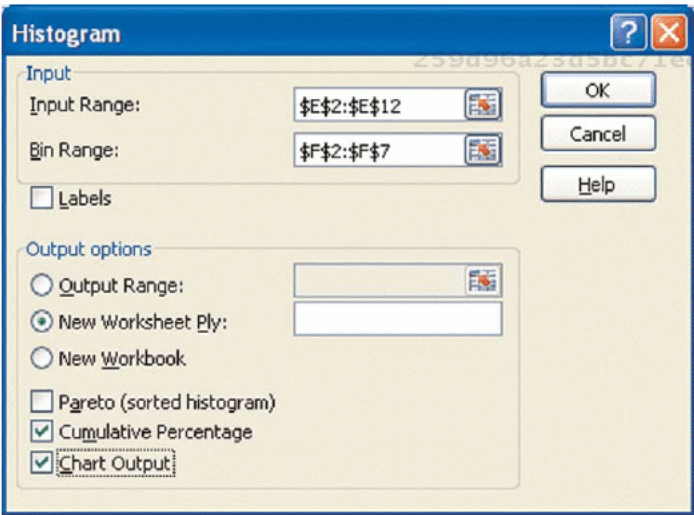 Histogram
259d96a23d5bc71e
Input
Input Range:
$E$2:$E$12
Bin Range:
$F$2:$F$7
Labels
OK
Cancel
Help
Output options
Output Range:
New Worksheet Ply:
New Workbook
Pareto (sorted histogram)
Cumulative Percentage
Chart Output